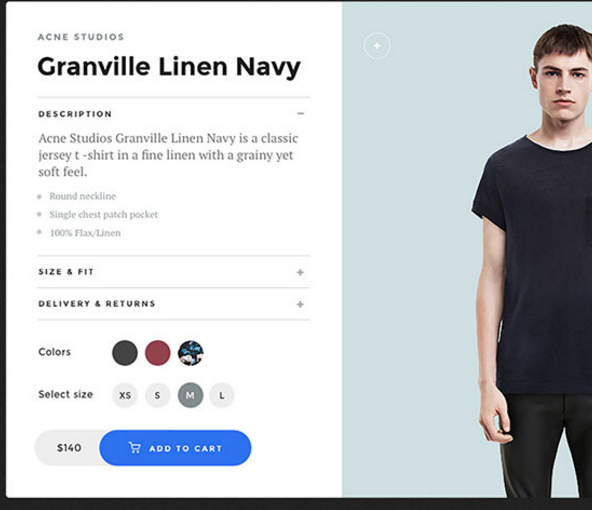 ACNE STUDIOS
Granville Linen Navy
DESCRIPTION
Acne Studios Granville Linen Navy is a classic
jersey t -shirt in a fine linen with a grainy yet
soft feel.
Round neckline
Single chest patch pocket
100% Flax/Linen
SIZE & FIT
DELIVERY & RETURNS
Colors
Select size XS S M L
$140 ADD TO CART